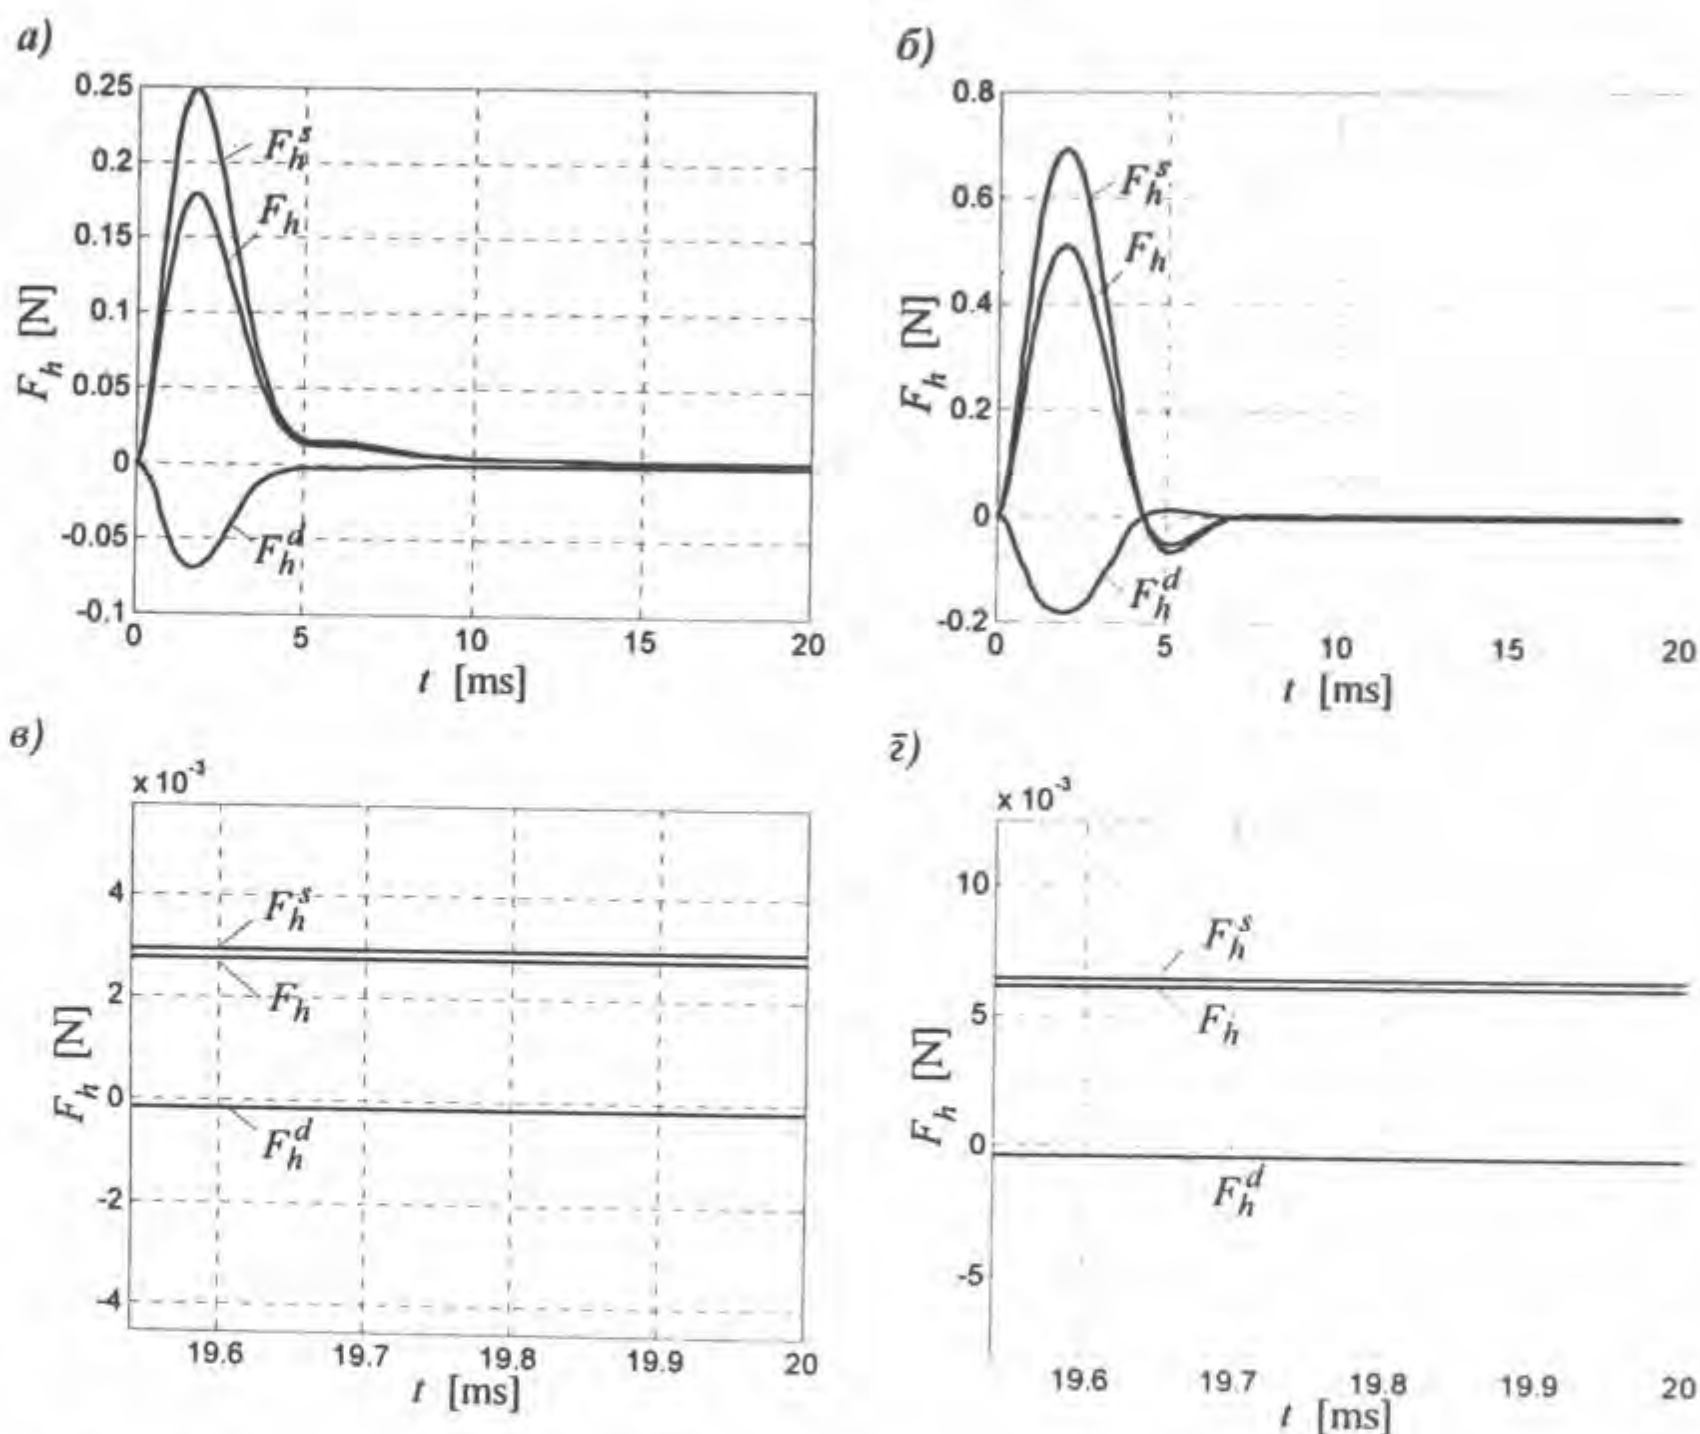 а)
0.25
0.2
0.15
0.1
0.05
0
-0.05
-0.1
F_h [N]
F_h^s
F_h
F_h^d
0 5 10 15 20
t [ms]
б)
0.8
0.6
0.4
0.2
0
-0.2
F_h [N]
F_h^s
F_h
F_h^d
0 5 10 15 20
t [ms]
в)
x 10^-3
4
2
0
-2
-4
F_h [N]
F_h^s
F_h
F_h^d
19.6 19.7 19.8 19.9 20
t [ms]
г)
x 10^-3
10
5
0
-5
F_h [N]
F_h^s
F_h
F_h^d
19.6 19.7 19.8 19.9 20
t [ms]